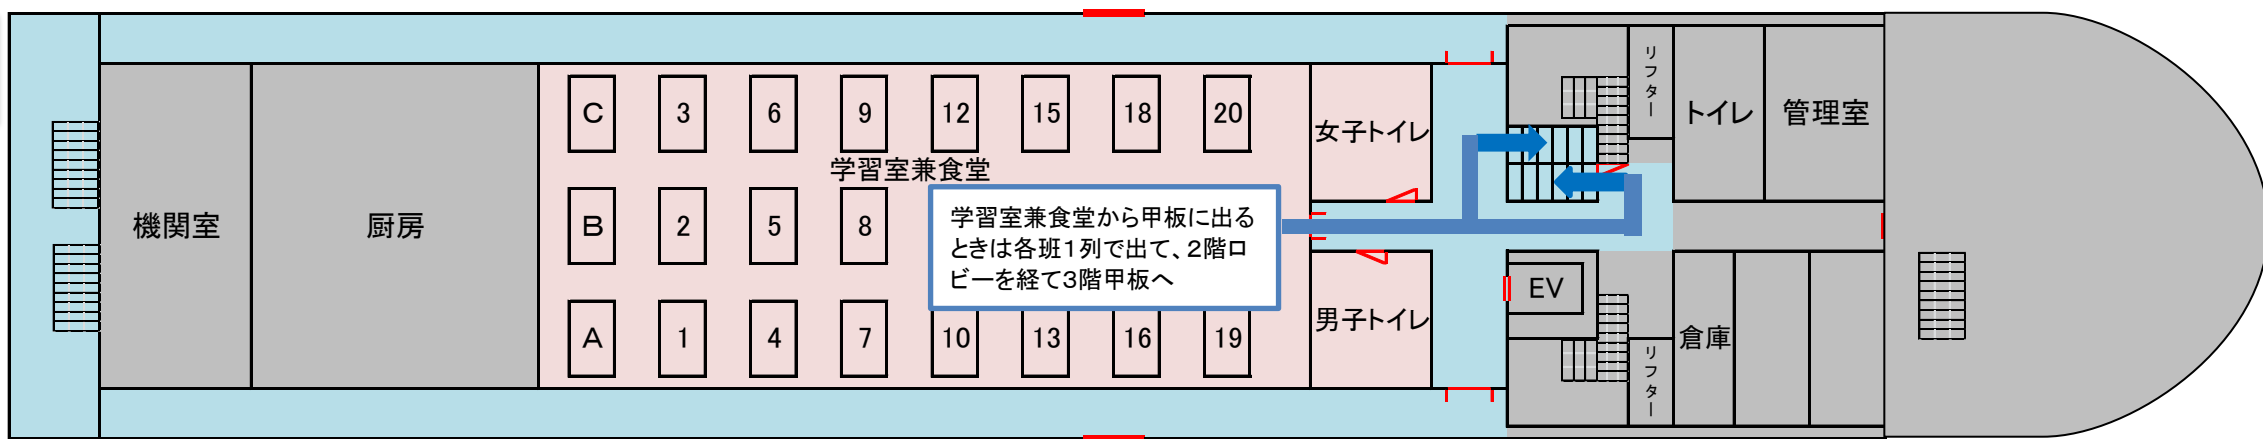 C
3
6
9
12
15
18
20
女子トイレ
リフター
トイレ
管理室
学習室兼食堂
機関室
厨房
B
2
5
8
学習室兼食堂から甲板に出る
ときは各班1列で出て、2階ロ
ビーを経て3階甲板へ
EV
A
1
4
7
10
13
16
19
男子トイレ
倉庫
リフター